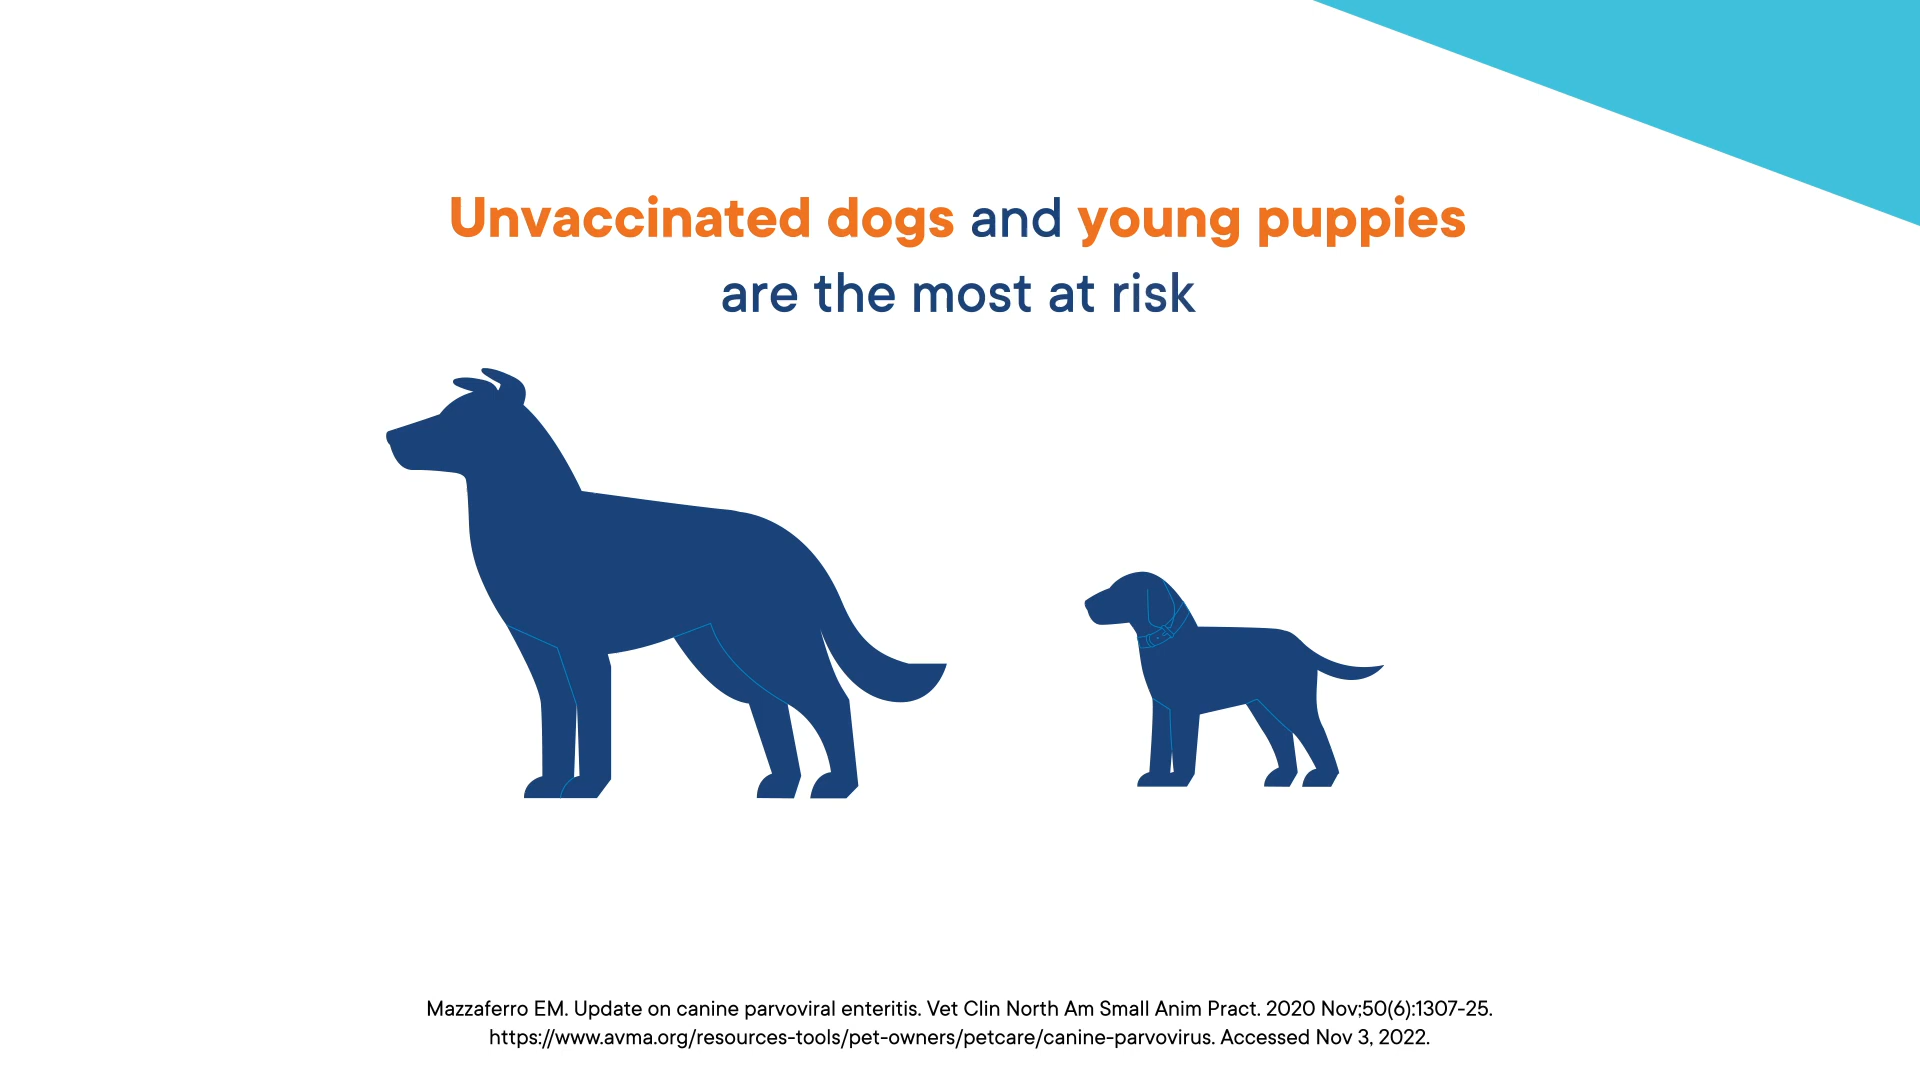 Unvaccinated dogs and young puppies
are the most at risk
Mazzaferro EM. Update on canine parvoviral enteritis. Vet Clin North Am Small Anim Pract. 2020 Nov;50(6):1307-25.
https://www.avma.org/resources-tools/pet-owners/petcare/canine-parvovirus. Accessed Nov 3, 2022.